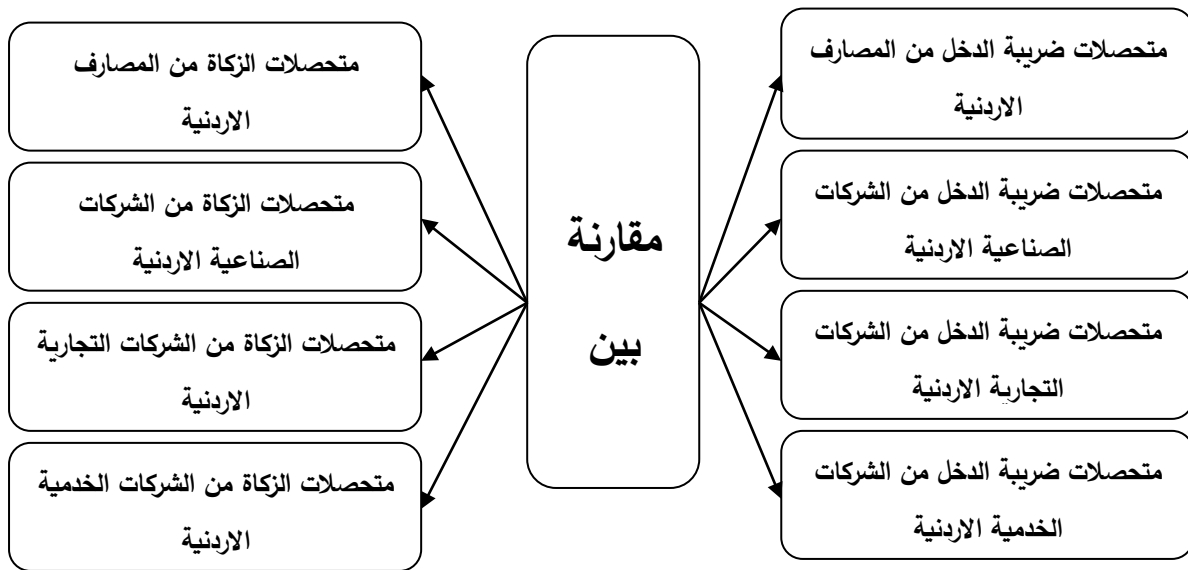 متحصلات ضريبة الدخل من المصارف
الاردنية
متحصلات ضريبة الدخل من الشركات
الصناعية الاردنية
متحصلات ضريبة الدخل من الشركات
التجارية الاردنية
متحصلات ضريبة الدخل من الشركات
الخدمية الاردنية
مقارنة
بين
متحصلات الزكاة من المصارف
الاردنية
متحصلات الزكاة من الشركات
الصناعية الاردنية
متحصلات الزكاة من الشركات التجارية
الاردنية
متحصلات الزكاة من الشركات الخدمية
الاردنية